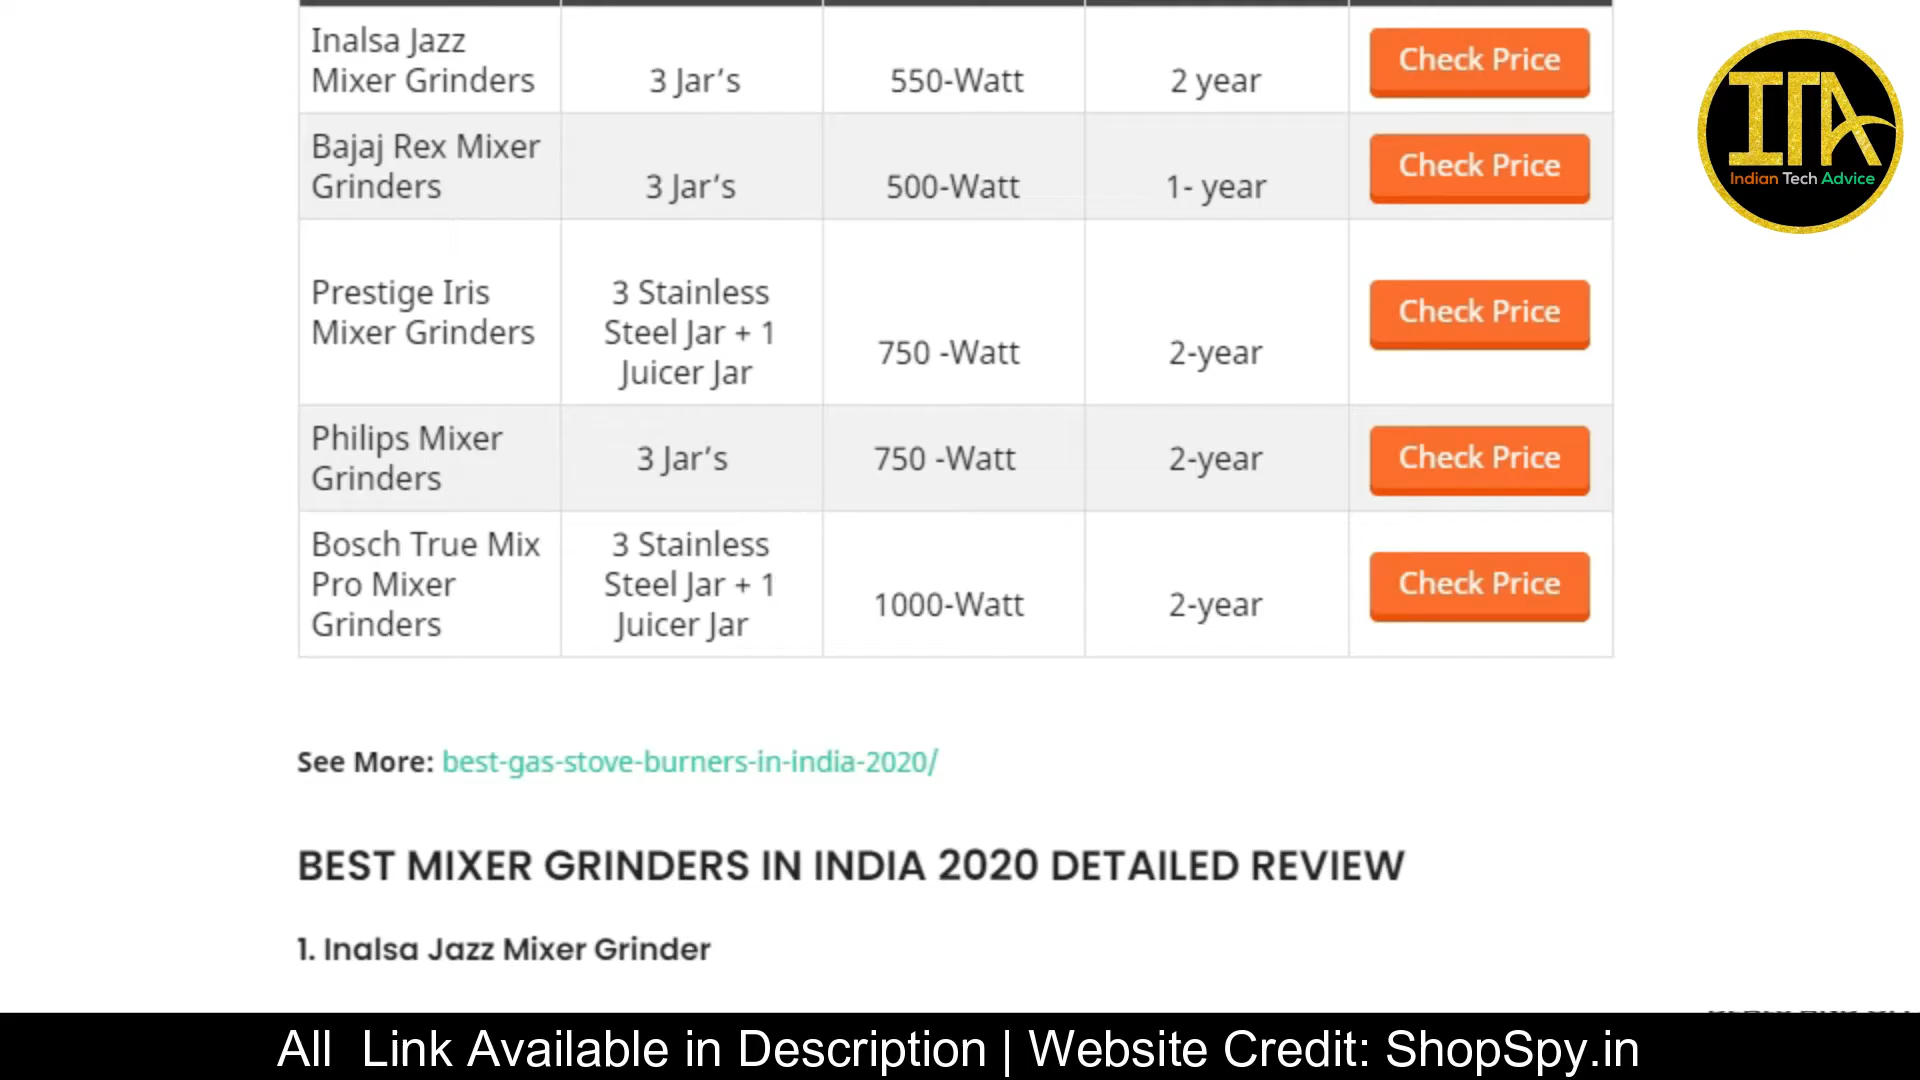 Inalsa Jazz
Mixer Grinders
3 Jar’s
550-Watt
2 year
Check Price
Bajaj Rex Mixer
Grinders
3 Jar’s
500-Watt
1- year
Check Price
Prestige Iris
Mixer Grinders
3 Stainless
Steel Jar + 1
Juicer Jar
750 -Watt
2-year
Check Price
Philips Mixer
Grinders
3 Jar’s
750 -Watt
2-year
Check Price
Bosch True Mix
Pro Mixer
Grinders
3 Stainless
Steel Jar + 1
Juicer Jar
1000-Watt
2-year
Check Price
ITA
Indian Tech Advice
See More: best-gas-stove-burners-in-india-2020/
BEST MIXER GRINDERS IN INDIA 2020 DETAILED REVIEW
1. Inalsa Jazz Mixer Grinder
All Link Available in Description | Website Credit: ShopSpy.in